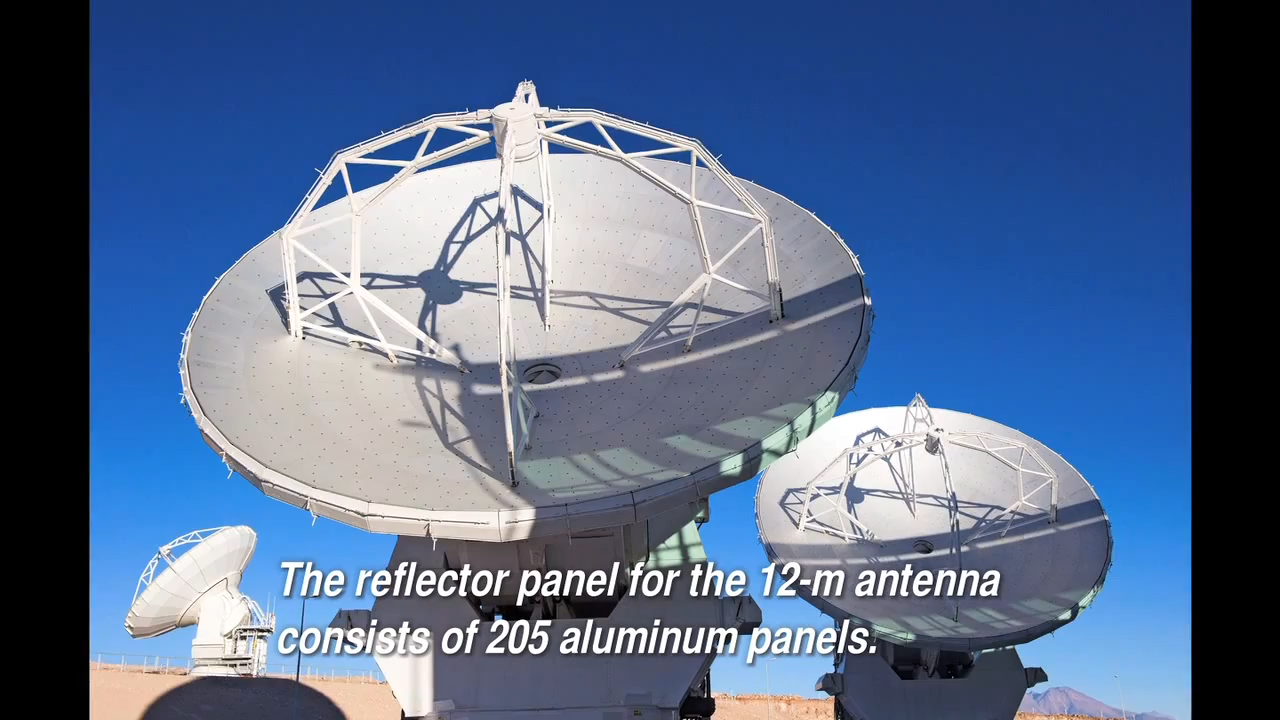 The reflector panel for the 12-m antenna
consists of 205 aluminum panels.